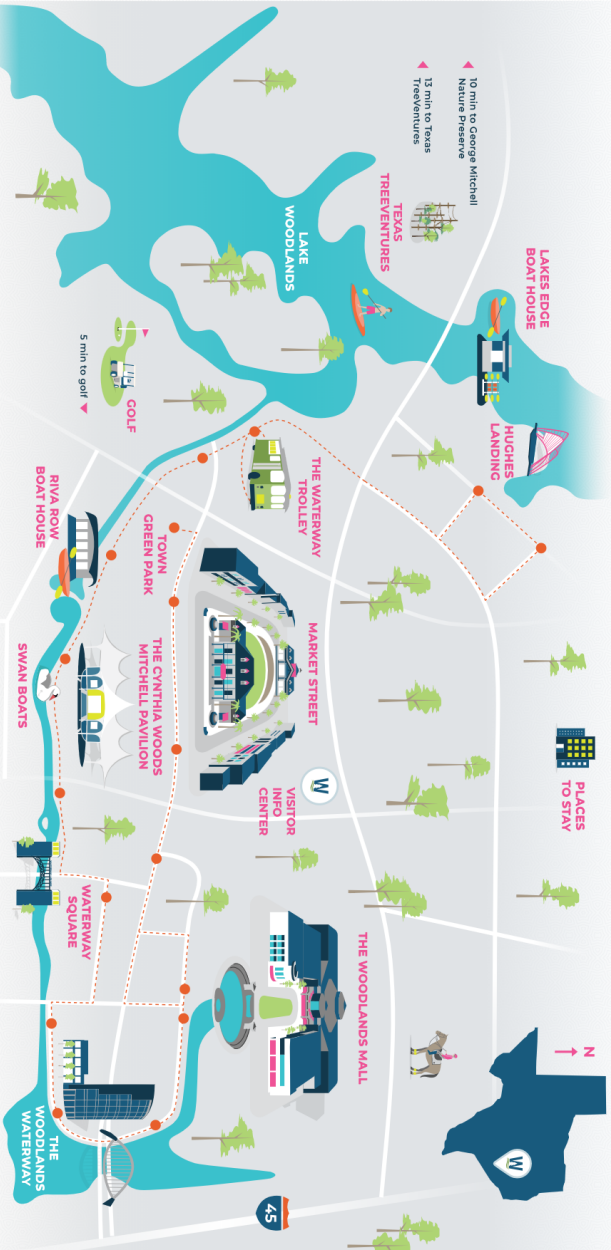 10 min to George Mitchell
Nature Preserve
13 min to Texas
TreeVentures
TEXAS
TREEVENTURES
LAKES EDGE
BOAT HOUSE
LAKE
WOODLANDS
HUGHES
LANDING
GOLF
5 min to golf
THE WATERWAY
TROLLEY
RIVA ROW
BOAT HOUSE
TOWN
GREEN PARK
MARKET STREET
THE CYNTHIA WOODS
MITCHELL PAVILION
SWAN BOATS
PLACES
TO STAY
W
VISITOR
INFO
CENTER
WATERWAY
SQUARE
THE WOODLANDS MALL
N
W
THE
WOODLANDS
WATERWAY
45